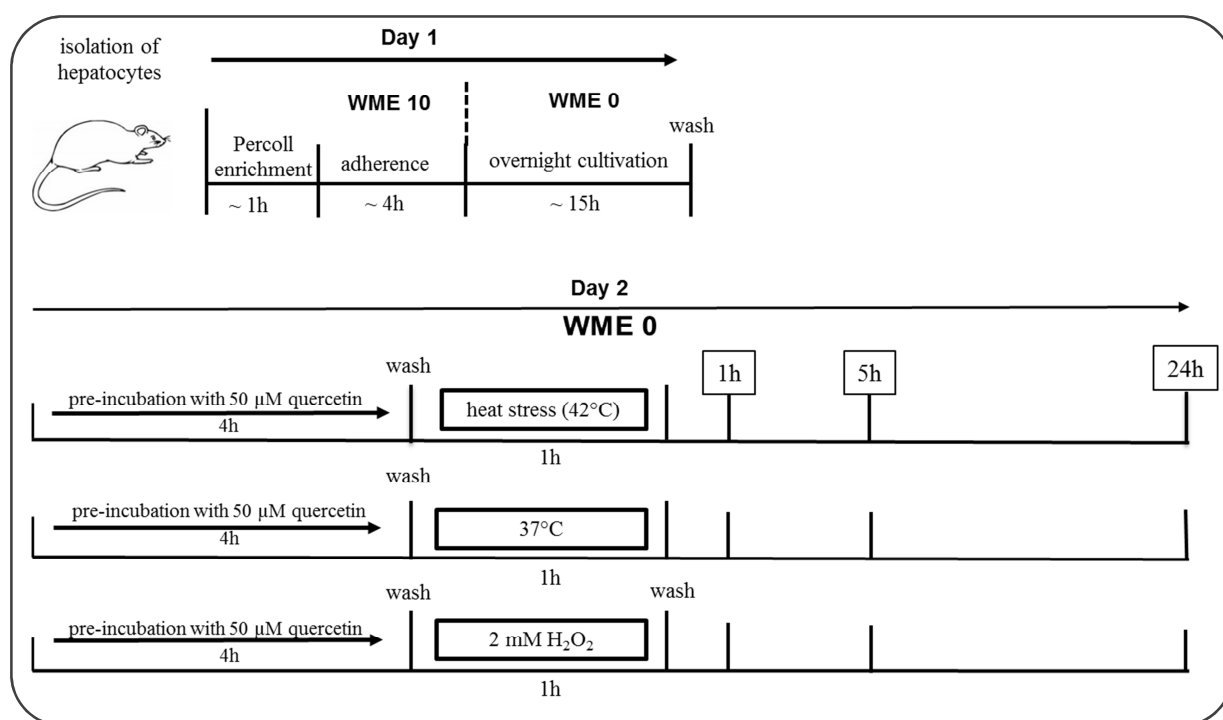 isolation of
hepatocytes
Day 1
WME 10
WME 0
wash
Percoll
enrichment
adherence
overnight cultivation
~ 1h
~ 4h
~ 15h
Day 2
WME 0
wash
1h
5h
24h
pre-incubation with 50 µM quercetin
heat stress (42°C)
4h
1h
wash
pre-incubation with 50 µM quercetin
37°C
4h
1h
wash
wash
pre-incubation with 50 µM quercetin
2 mM H₂O₂
4h
1h